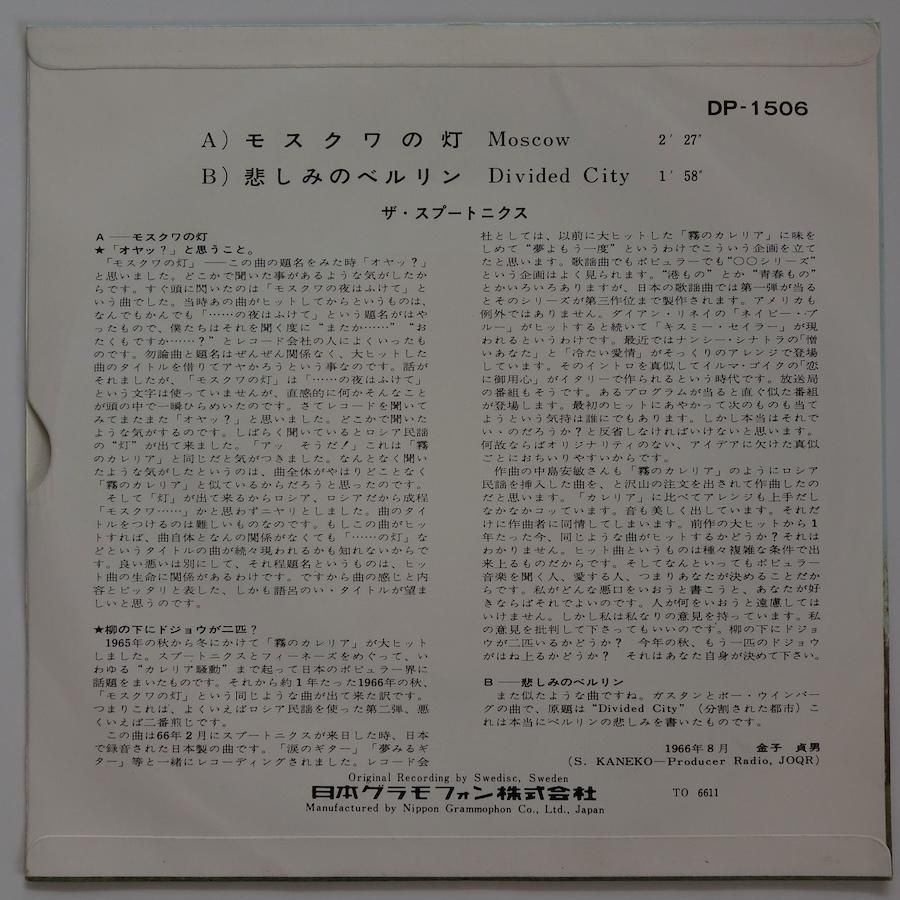 DP-1506
A) モスクワの灯 Moscow 2′ 27″
B) 悲しみのベルリン Divided City 1′ 58″
ザ・スプートニクス
A ──モスクワの灯
★「オヤッ？」と思うこと。
「モスクワの灯」──この曲の題名をみた時「オヤッ？」
と思いました。どこかで聞いた事があるような気がしたか
らです。すぐ頭に閃いたのは「モスクワの夜はふけて」と
いう曲でした。当時あの曲がヒットしてからというものは、
なんでもかんでも「……の夜はふけて」という題名がはや
ったもので、僕たちはそれを聞く度に“またか……”“お
たくもですか……？”とレコード会社の人によくいったも
のです。勿論曲と題名はぜんぜん関係なく、大ヒットした
曲のタイトルを借りてアヤかろうという事なのです。話が
それましたが、「モスクワの灯」は「……の夜はふけて」
という文字は使っていませんが、直感的に何かそんなこと
が頭の中で一瞬ひらめいたのです。さてレコードを聞いて
みてまたまた「オヤッ？」と思いました。どこかで聞いた
ような気がするのです。しばらく聞いているとロシア民謡
の“灯”が出て来ました。「アッ そうだ!」これは「霧
のカレリア」と同じだと気がつきました。なんとなく聞い
たような気がしたというのは、曲全体がやはりどことなく
「霧のカレリア」と似ているからだろうと思ったのです。
そして「灯」が出て来るからロシア、ロシアだから成程
「モスクワ……」かと思わずニヤリとしました。曲のタイ
トルをつけるのは難しいものなのです。もしこの曲がヒッ
トすれば、曲自体となんの関係がなくても「……の灯」な
どというタイトルの曲が続々現われるかも知れないからで
す。良い悪いは別にして、それ程題名というものは、ヒッ
ト曲の生命に関係があるわけです。ですから曲の感じと内
容とピッタリと表した、しかも語呂のいゝタイトルが望ま
しいと思うのです。
★柳の下にドジョウが二匹？
1965年の秋から冬にかけて「霧のカレリア」が大ヒット
しました。スプートニクスとフィーネーズをめぐって、い
わゆる“カレリア騒動”まで起って日本のポピュラー界に
話題をまいたものです。それから約1年たった1966年の秋、
「モスクワの灯」という同じような曲が出て来た訳です。
つまりこれは、よくいえばロシア民謡を使った第二弾、悪
くいえば二番煎じです。
この曲は66年2月にスプートニクスが来日した時、日本
で録音された日本製の曲です。「涙のギター」「夢みるギ
ター」等と一緒にレコーディングされました。レコード会
社としては、以前に大ヒットした「霧のカレリア」に味を
しめて“夢よもう一度”というわけでこういう企画を立て
たと思います。歌謡曲でもポピュラーでも“〇〇シリーズ”
という企画はよく見られます。“港もの”とか“青春もの”
とかいろいろありますが、日本の歌謡曲では第一弾が当る
とそのシリーズが第三作位まで製作されます。アメリカも
例外ではありません。ダイアン・リネイの「ネイビー・ブ
ルー」がヒットすると続いて「キスミー・セイラー」が現
われるというわけです。最近ではナンシー・シナトラの「憎
いあなた」と「冷たい愛情」がそっくりのアレンジで登場
しています。そのイントロを真似してイルマ・ゴイクの「恋
に御用心」がイタリーで作られるという時代です。放送局
の番組もそうです。あるプログラムが当ると直ぐ似た番組
が登場します。最初のヒットにあやかって次のものも当て
ようという気持は誰にでもあります。しかし本当はそれで
いゝのだろうか？と反省しなければいけないと思います。
何故ならばオリジナリティのない、アイデアに欠けた真似
ごとにおちいりやすいからです。
作曲の中島安敏さんも「霧のカレリア」のようにロシア
民謡を挿入した曲を、と沢山の注文を出されて作曲したの
だと思います。「カレリア」に比べてアレンジも上手だし
なかなかコッています。音も美しく出しています。それだ
けに作曲者に同情してしまいます。前作の大ヒットから1
年たった今、同じような曲がヒットするかどうか？それは
わかりません。ヒット曲というものは種々複雑な条件で出
来上るものだからです。そしてなんといってもポピュラー
音楽を聞く人、愛する人、つまりあなたが決めることだか
らです。私がどんな悪口をいおうと書こうと、あなたが好
きならばそれでよいのです。人が何をいおうと遠慮しては
いけません。しかし私は私なりの意見を持っています。私
の意見を批判して下さってもいいのです。柳の下にドジョ
ウが二匹いるかどうか？ 今年の秋、もう一匹のドジョウ
がはね上るかどうか？ それはあなた自身が決めて下さい。
B ──悲しみのベルリン
また似たような曲ですね。ガスタンとボー・ウインバー
グの曲で、原題は“Divided City”（分割された都市）こ
れは本当にベルリンの悲しみを書いたものです。
1966年8月 金子 貞男
(S. KANEKO—Producer Radio, JOQR)
Original Recording by Swedisc, Sweden
日本グラモフォン株式会社 TO 6611
Manufactured by Nippon Grammophon Co., Ltd., Japan